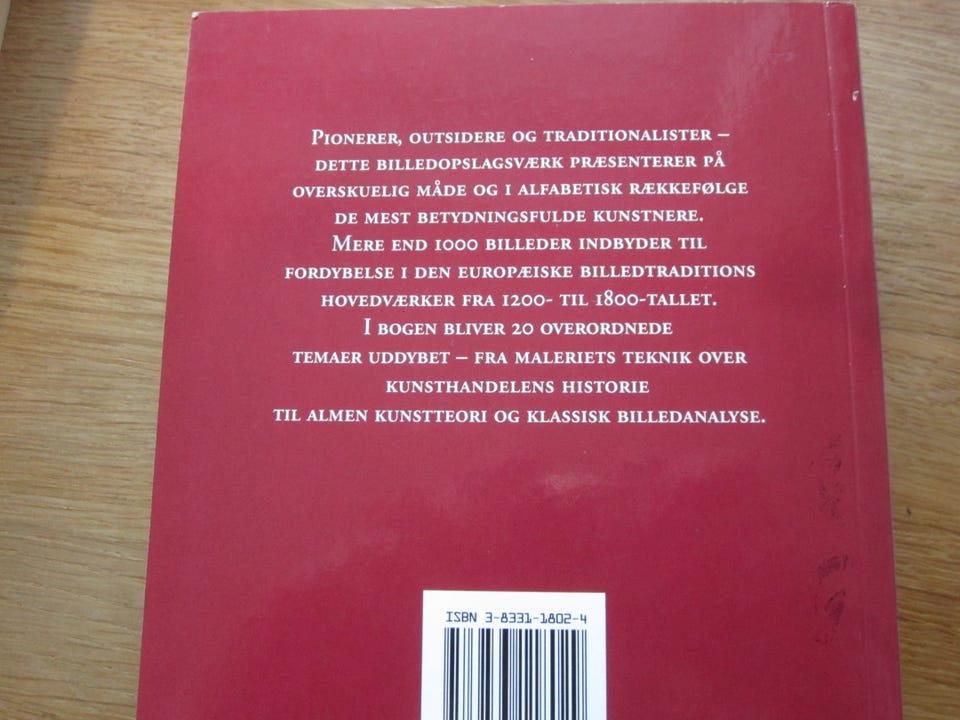 PIONERER, OUTSIDERE OG TRADITIONALISTER –
DETTE BILLEDOPSLAGSVÆRK PRÆSENTERER PÅ
OVERSKUELIG MÅDE OG I ALFABETISK RÆKKEFØLGE
DE MEST BETYDNINGSFULDE KUNSTNERE.
MERE END 1000 BILLEDER INDBYDER TIL
FORDYBELSE I DEN EUROPÆISKE BILLEDTRADITIONS
HOVEDVÆRKER FRA 1200- TIL 1800-TALLET.
I BOGEN BLIVER 20 OVERORDNEDE
TEMAER UDDYBET – FRA MALERIETS TEKNIK OVER
KUNSTHANDELENS HISTORIE
TIL ALMEN KUNSTTEORI OG KLASSISK BILLEDANALYSE.
ISBN 3-8331-1802-4